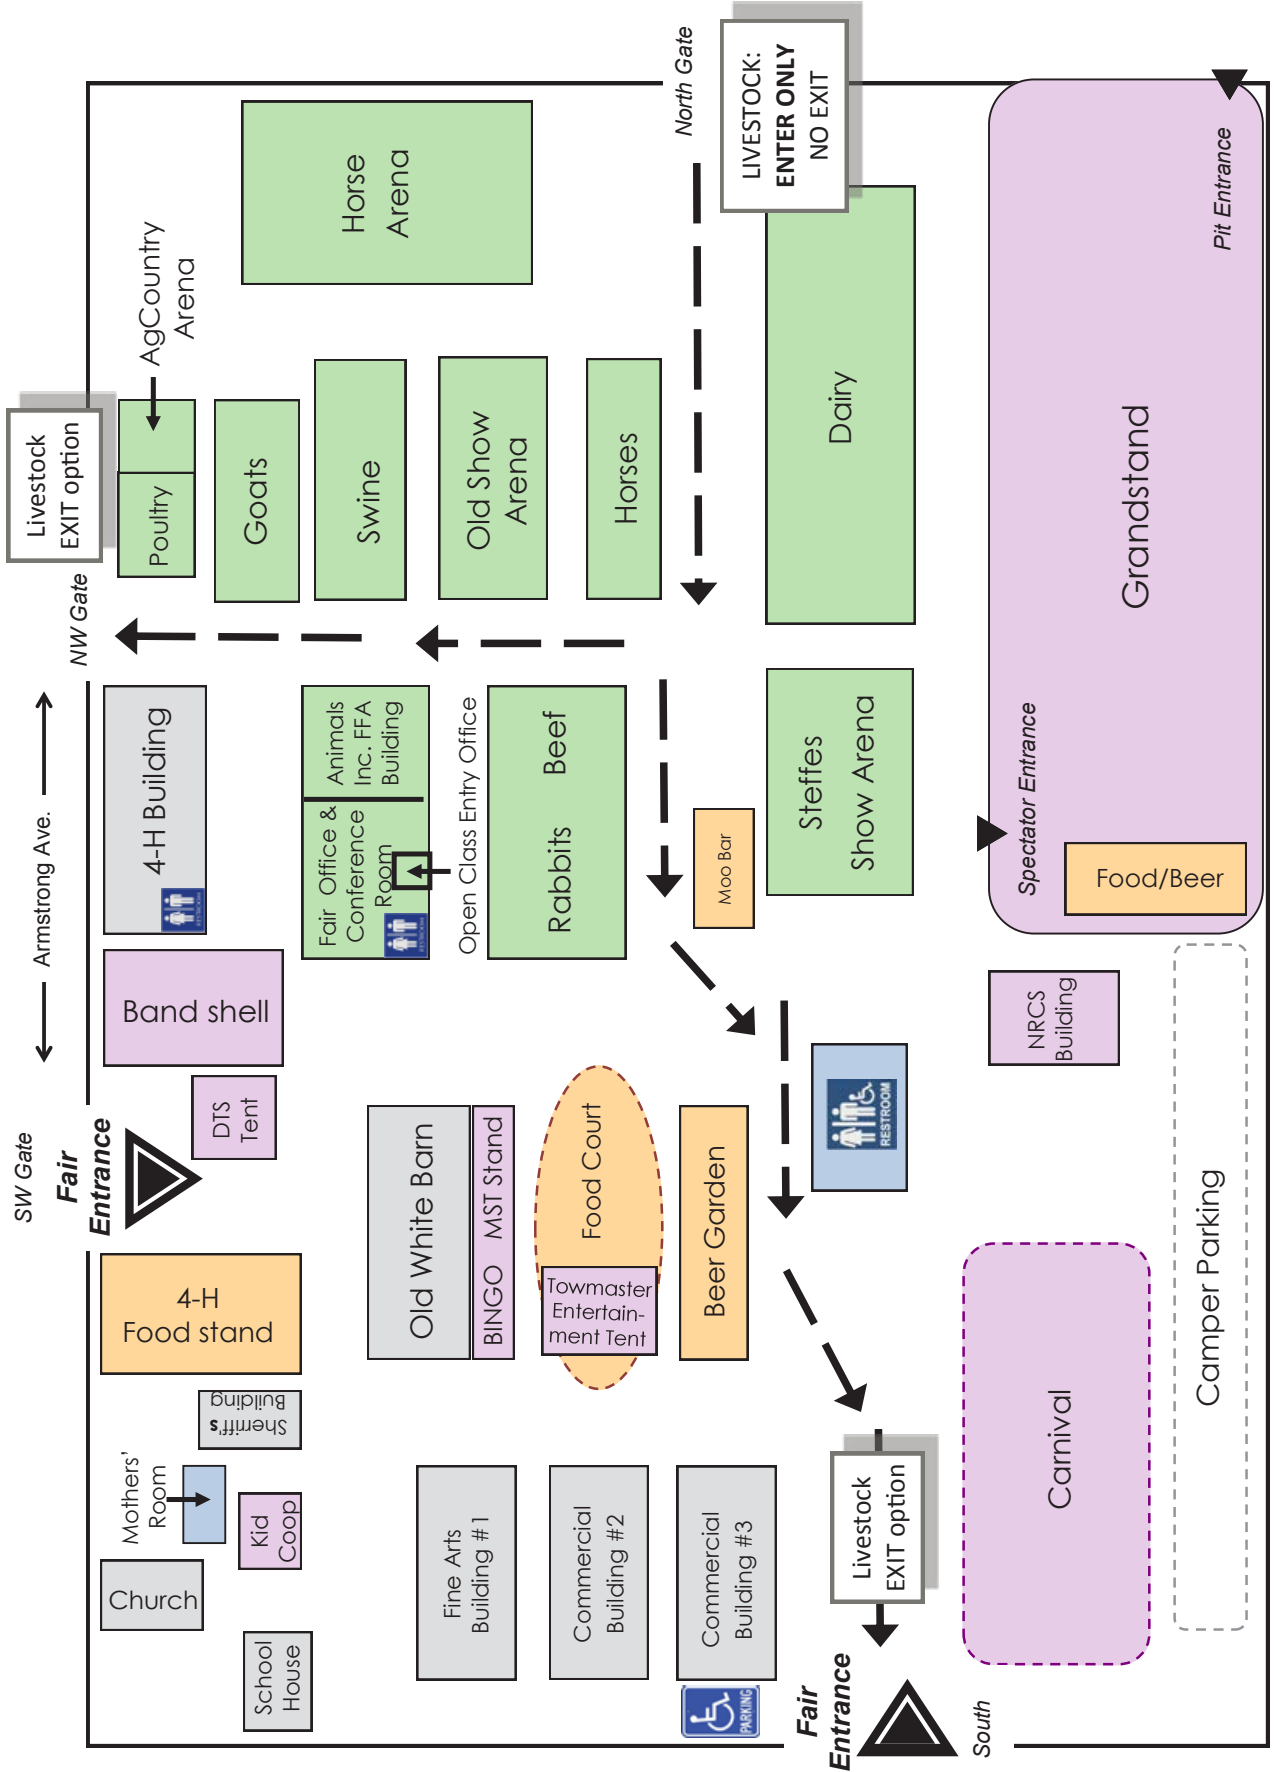 SW Gate
Fair
Entrance
Armstrong Ave.
NW Gate
Livestock
EXIT option
AgCountry
Arena
Poultry
Goats
Swine
Old Show
Arena
Horses
Horse
Arena
North Gate
LIVESTOCK:
ENTER ONLY
NO EXIT
Dairy
4-H Building
RESTROOMS
Animals
Inc. FFA
Building
Fair Office &
Conference
Room
RESTROOM
Open Class Entry Office
Rabbits Beef
Moo Bar
Steffes
Show Arena
Band shell
DTS
Tent
4-H
Food stand
Sherriff's
Building
Mothers'
Room
Kid
Coop
Church
School
House
Old White Barn
BINGO MST Stand
Food Court
Towmaster
Entertain-
ment Tent
Beer Garden
RESTROOM
Fine Arts
Building #1
Commercial
Building #2
Commercial
Building #3
PARKING
Livestock
EXIT option
Fair
Entrance
South
Carnival
Camper Parking
NRCS
Building
Spectator Entrance
Food/Beer
Grandstand
Pit Entrance